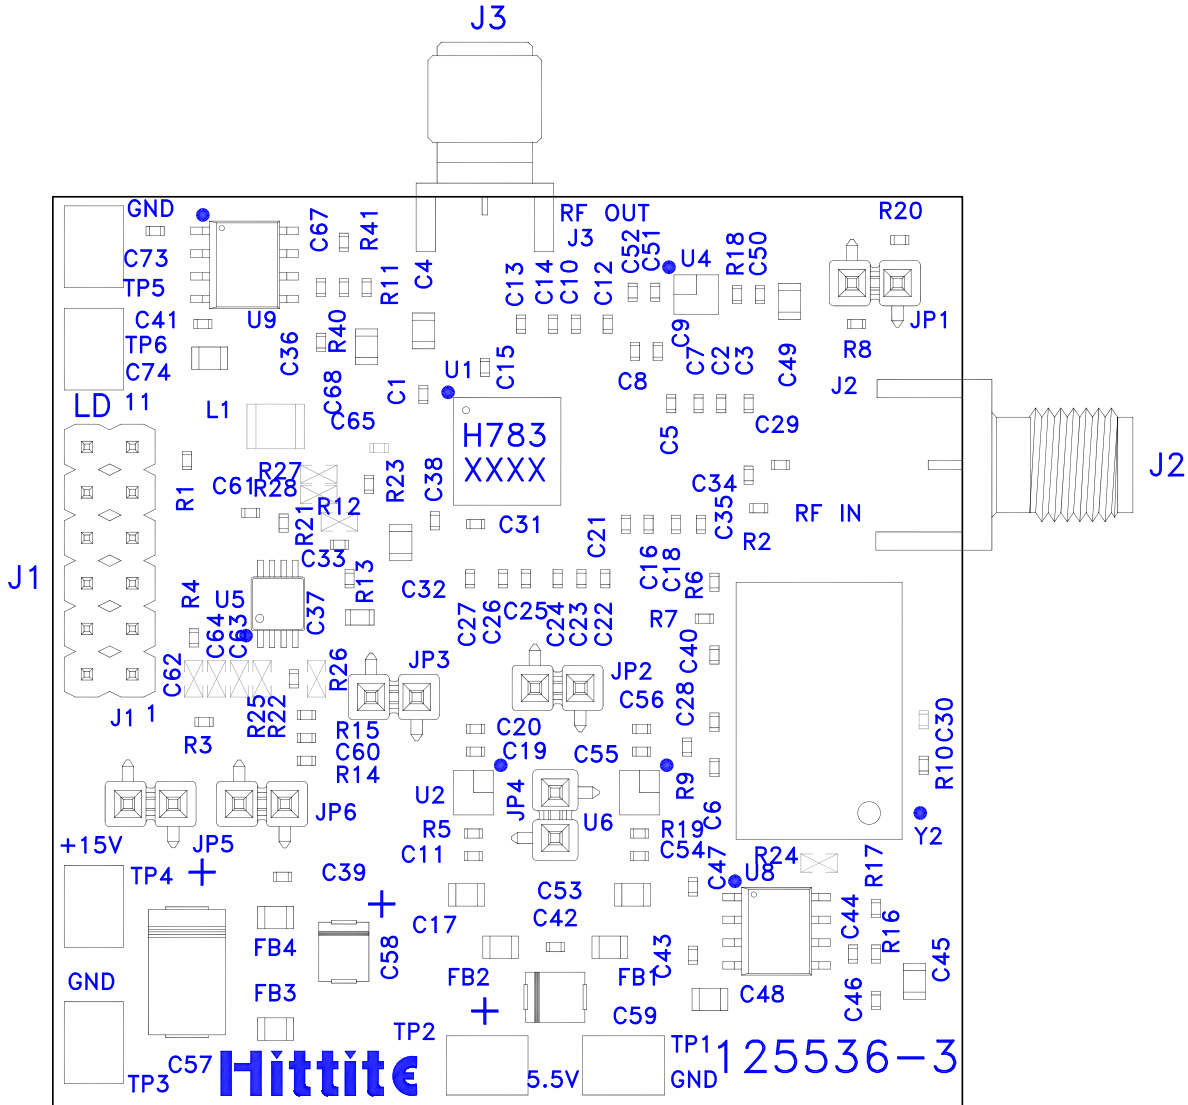 J3
RF OUT
J3
GND
C67
R41
C73
TP5
C41
U9
TP6
C74
C36
R40
R11
C4
C68
C65
C13
C14
C10
C12
C52
C51
U4
R18
C50
R20
JP1
R8
C9
C8
C7
C2
C3
C49
J2
C29
C5
U1
C15
C1
H783
XXXX
LD
11
L1
R27
R28
C61
R12
R1
R21
R23
C38
C33
C31
C21
C34
C35
R2
RF IN
J2
J1
R4
U5
C64
C63
C37
R13
C32
C27
C26
C25
C24
C23
C22
C16
C18
R6
R7
C40
C62
R25
R22
R26
JP3
JP2
C56
C28
J1
1
R3
R15
C60
R14
C20
C19
C55
C30
R10
JP5
JP6
U2
JP4
U6
R9
C6
Y2
+15V
R5
C11
R19
C54
C47
R24
U8
R17
TP4
C39
C17
C53
C42
C43
C44
R16
C45
FB4
C58
GND
FB3
FB2
FB1
C48
C46
C59
TP2
TP1
125536-3
C57
Hittite
TP3
5.5V
GND